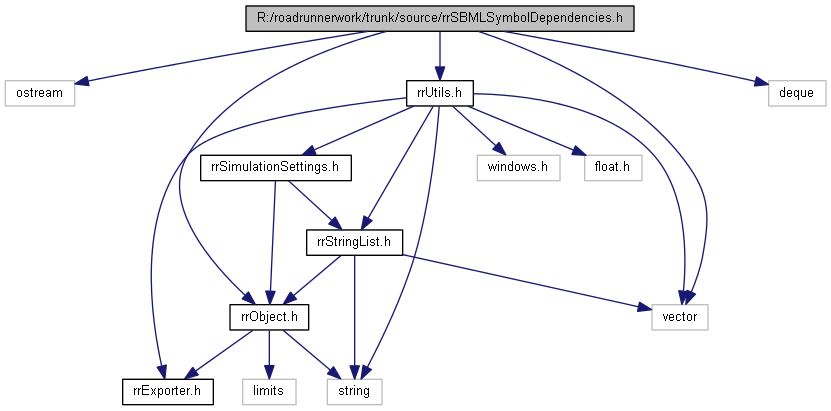 R:/roadrunnerwork/trunk/source/rrSBMLSymbolDependencies.h
ostream
rrUtils.h
deque
rrSimulationSettings.h
windows.h
float.h
rrStringList.h
rrObject.h
vector
rrExporter.h
limits
string